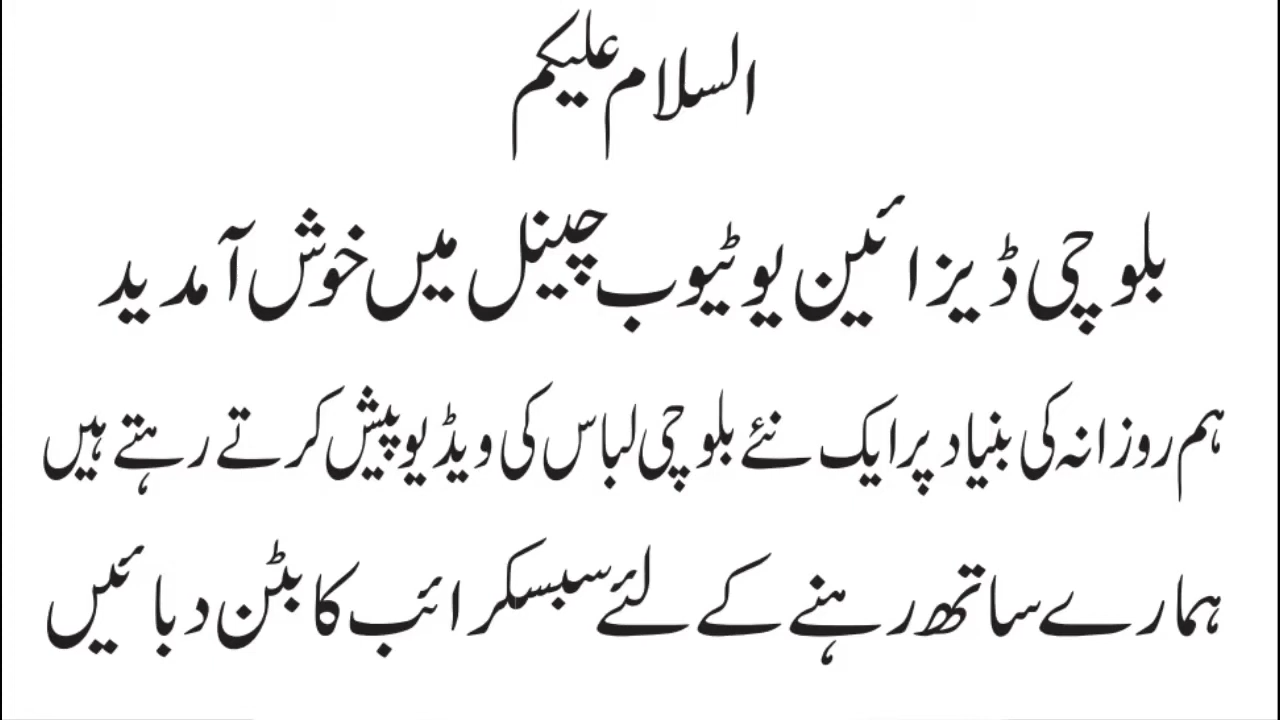 السلام علیکم
بلوچی ڈیزائین یوٹیوب چینل میں خوش آمدید
ہم روزانہ کی بنیاد پر ایک نئے بلوچی لباس کی ویڈیو پیش کرتے رہتے ہیں
ہمارے ساتھ رہنے کے لئے سبسکرائب کا بٹن دبائیں